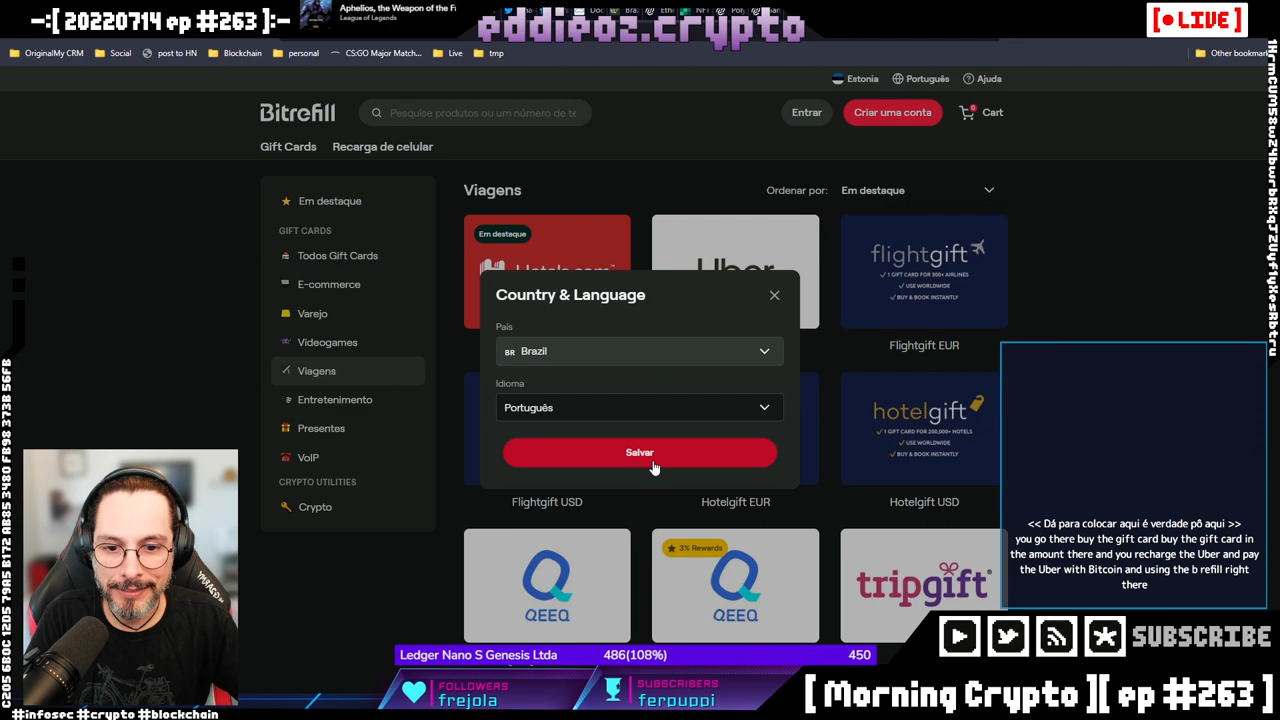 -:[ 20220714 ep #263 ]:-
Aphelios, the Weapon of the F
League of Legends
eddieoz.crypto
[•LIVE]
OriginalMy CRM
Social
post to HN
Blockchain
personal
CS:GO Major Match...
Live
tmp
Other bookmar
Estonia
Português
Ajuda
Bitrefill
Pesquise produtos ou um número de te
Entrar
Criar uma conta
0
Cart
Gift Cards
Recarga de celular
Em destaque
GIFT CARDS
Todos Gift Cards
E-commerce
Varejo
Videogames
Viagens
Entretenimento
Presentes
VoIP
CRYPTO UTILITIES
Crypto
Viagens
Ordenar por:
Em destaque
Em destaque
Hotels.com
Uber
flightgift
✓ 1 GIFT CARD FOR 300+ AIRLINES
✓ USE WORLDWIDE
✓ BUY & BOOK INSTANTLY
Flightgift EUR
Country & Language
País
BR Brazil
Idioma
Português
Salvar
hotelgift
✓ 1 GIFT CARD FOR 200,000+ HOTELS
✓ USE WORLDWIDE
✓ BUY & BOOK INSTANTLY
Flightgift USD
Hotelgift EUR
Hotelgift USD
QEEQ
3% Rewards
QEEQ
tripgift
<< Dá para colocar aqui é verdade pô aqui >>
you go there buy the gift card buy the gift card in
the amount there and you recharge the Uber and pay
the Uber with Bitcoin and using the b refill right
there
Ledger Nano S Genesis Ltda
486(108%)
450
FOLLOWERS
frejola
SUBSCRIBERS
ferpuppi
SUBSCRIBE
[ Morning Crypto ][ ep #263 ]
#infosec #crypto #blockchain